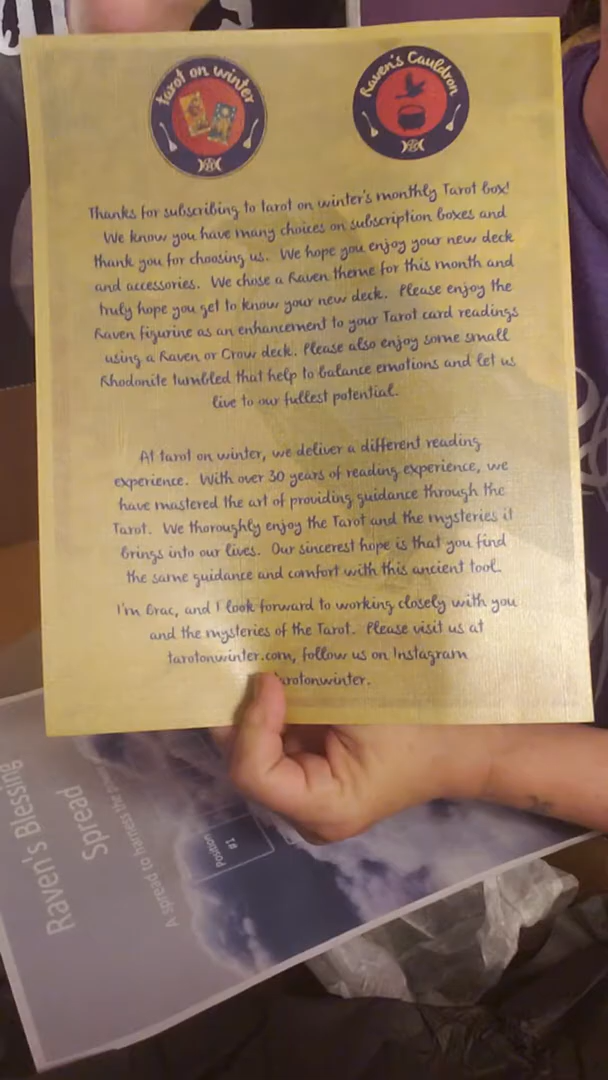 tarot on winter
Raven's Cauldron
Thanks for subscribing to tarot on winter's monthly Tarot box!
We know you have many choices on subscription boxes and
thank you for choosing us. We hope you enjoy your new deck
and accessories. We chose a Raven theme for this month and
truly hope you get to know your new deck. Please enjoy the
Raven figurine as an enhancement to your Tarot card readings
using a Raven or Crow deck. Please also enjoy some small
Rhodonite tumbled that help to balance emotions and let us
live to our fullest potential.
At tarot on winter, we deliver a different reading
experience. With over 30 years of reading experience, we
have mastered the art of providing guidance through the
Tarot. We thoroughly enjoy the Tarot and the mysteries it
brings into our lives. Our sincerest hope is that you find
the same guidance and comfort with this ancient tool.
I'm Grac, and I look forward to working closely with you
and the mysteries of the Tarot. Please visit us at
tarotonwinter.com, follow us on Instagram
arotonwinter.
Raven's Blessing
Spread
A spread to harness the
Position
#1